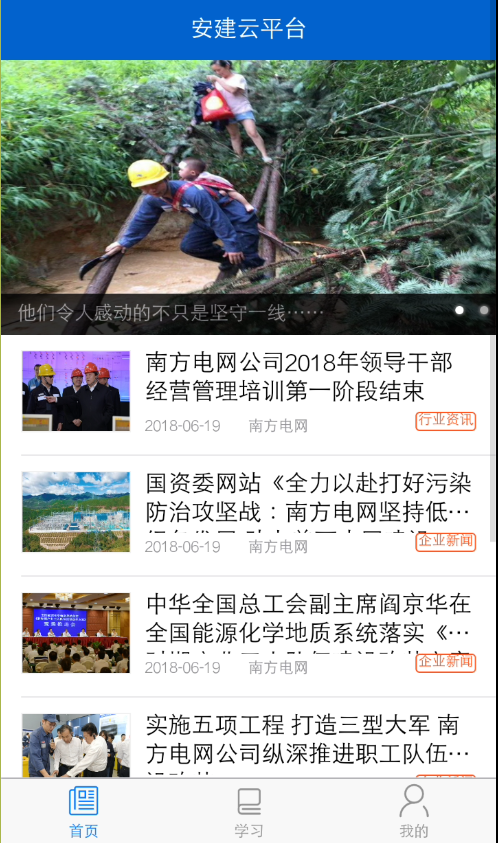 安建云平台
他们令人感动的不只是坚守一线……
南方电网公司2018年领导干部
经营管理培训第一阶段结束
2018-06-19 南方电网
行业资讯
国资委网站《全力以赴打好污染
防治攻坚战：南方电网坚持低…
2018-06-19 南方电网
企业新闻
中华全国总工会副主席阎京华在
全国能源化学地质系统落实《…
2018-06-19 南方电网
企业新闻
实施五项工程 打造三型大军 南
方电网公司纵深推进职工队伍…
首页
学习
我的